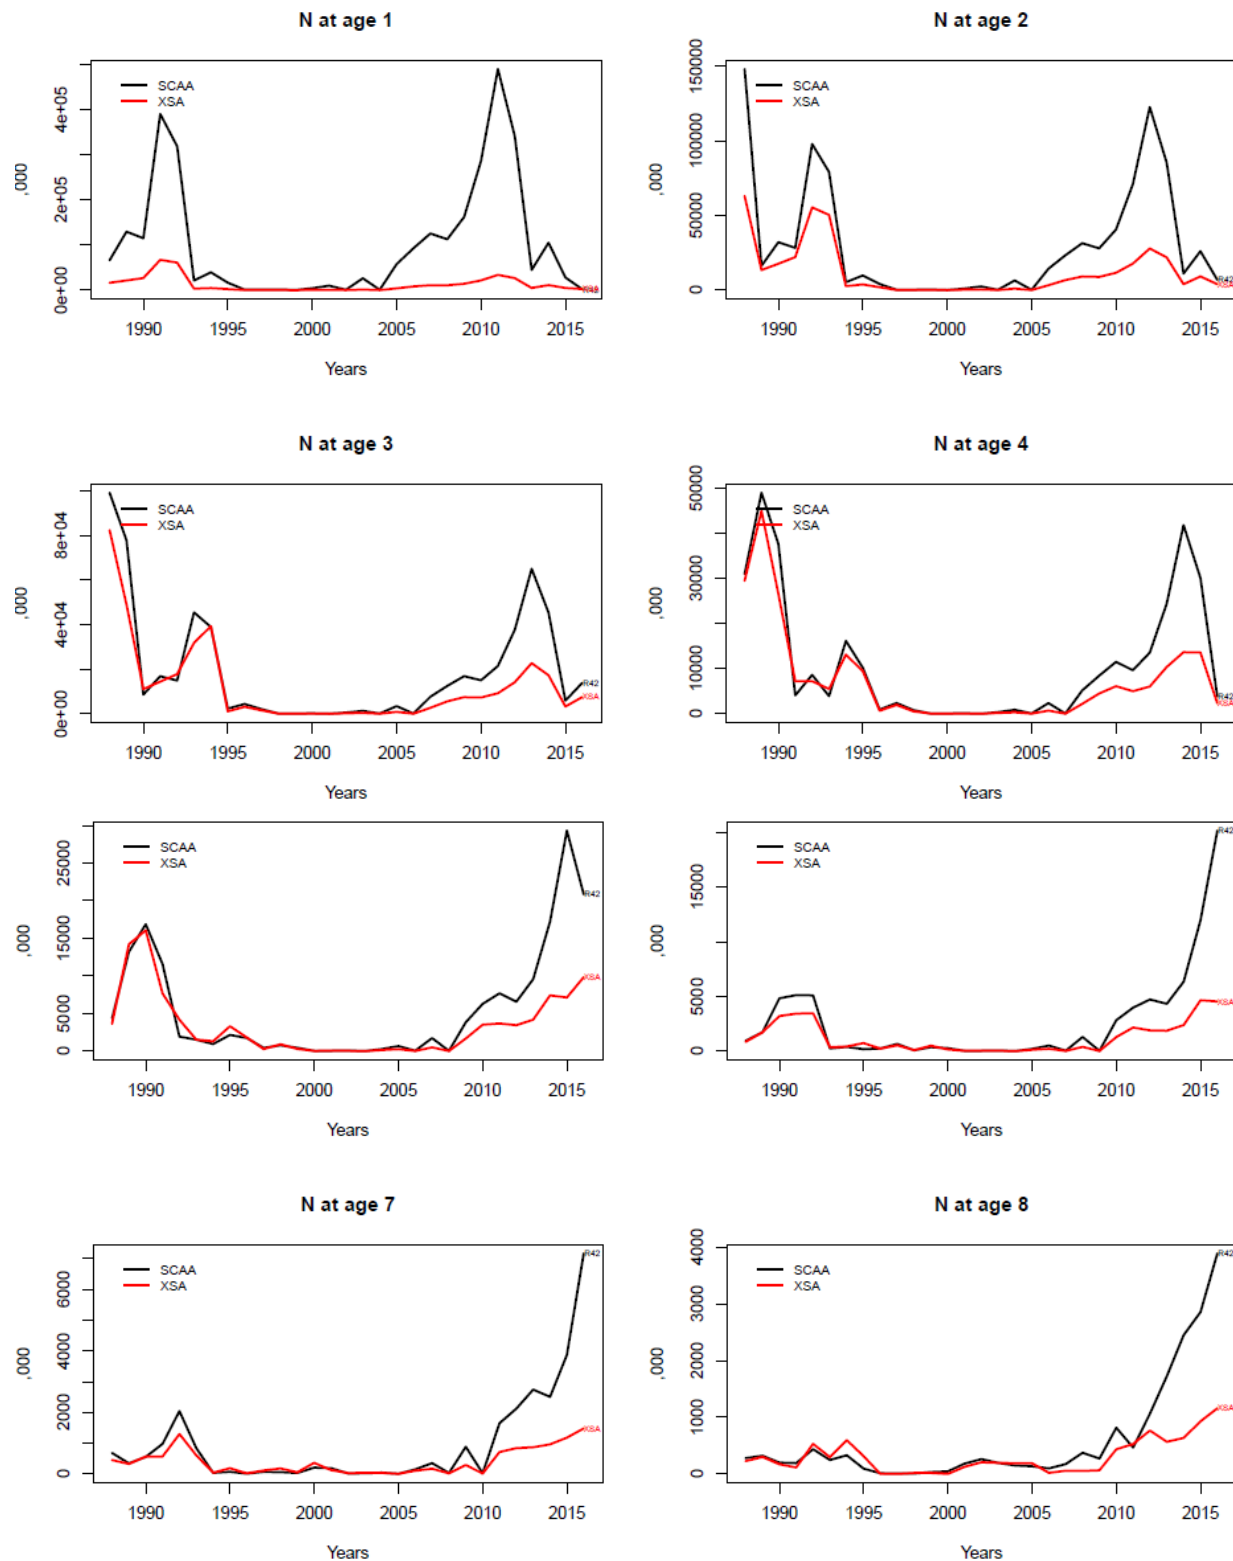 N at age 1
SCAA
XSA
,000
0e+00 2e+05 4e+05
1990 1995 2000 2005 2010 2015
Years
N at age 2
SCAA
XSA
R42
XSA
,000
0 50000 100000 150000
1990 1995 2000 2005 2010 2015
Years
N at age 3
SCAA
XSA
R42
XSA
,000
0e+00 4e+04 8e+04
1990 1995 2000 2005 2010 2015
Years
N at age 4
SCAA
XSA
R42
XSA
,000
0 10000 30000 50000
1990 1995 2000 2005 2010 2015
Years
SCAA
XSA
R42
XSA
,000
0 5000 15000 25000
1990 1995 2000 2005 2010 2015
Years
SCAA
XSA
R42
XSA
,000
0 5000 15000
1990 1995 2000 2005 2010 2015
Years
N at age 7
SCAA
XSA
R42
XSA
,000
0 2000 4000 6000
1990 1995 2000 2005 2010 2015
Years
N at age 8
SCAA
XSA
R42
XSA
,000
0 1000 2000 3000 4000
1990 1995 2000 2005 2010 2015
Years